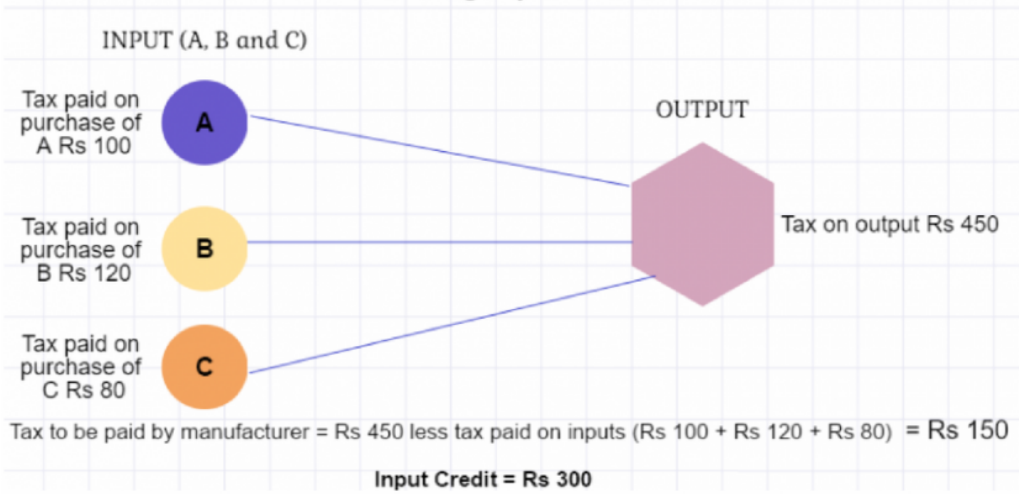 INPUT (A, B and C)
Tax paid on
purchase of
A Rs 100
A
OUTPUT
Tax paid on
purchase of
B Rs 120
B
Tax on output Rs 450
Tax paid on
purchase of
C Rs 80
C
Tax to be paid by manufacturer = Rs 450 less tax paid on inputs (Rs 100 + Rs 120 + Rs 80) = Rs 150
Input Credit = Rs 300